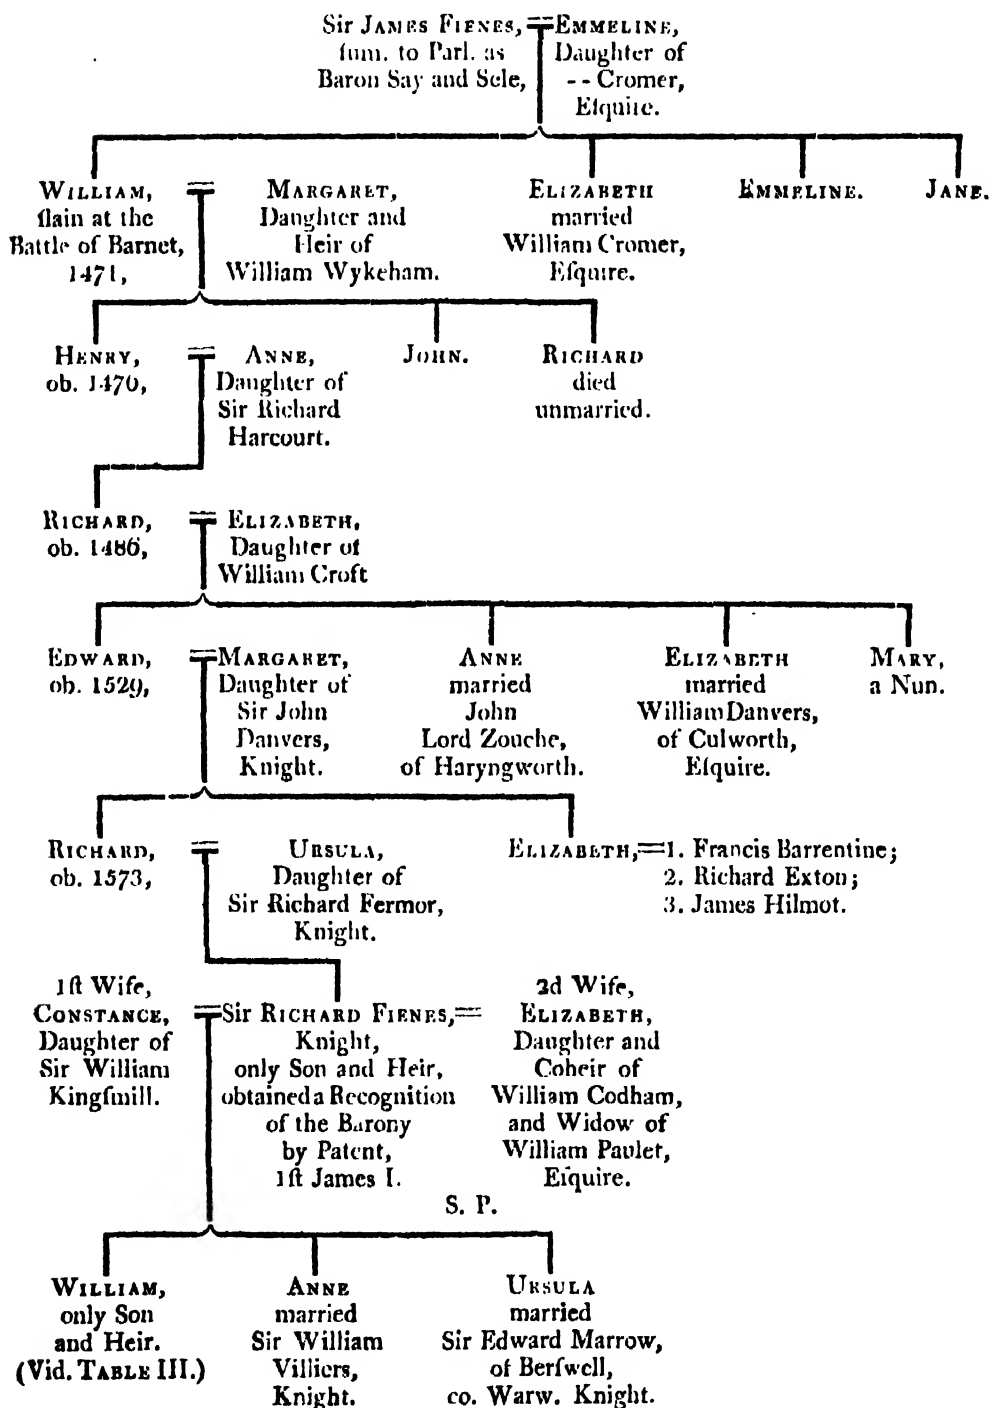 Sir JAMES FIENES,
ſum. to Parl. as
Baron Say and Sele,
EMMELINE,
Daughter of
-- Cromer,
Eſquire.
WILLIAM,
ſlain at the
Battle of Barnet,
1471,
MARGARET,
Daughter and
Heir of
William Wykeham.
ELIZABETH
married
William Cromer,
Eſquire.
EMMELINE.
JANE.
HENRY,
ob. 1470,
ANNE,
Daughter of
Sir Richard
Harcourt.
JOHN.
RICHARD
died
unmarried.
RICHARD,
ob. 1486,
ELIZABETH,
Daughter of
William Croft
EDWARD,
ob. 1529,
MARGARET,
Daughter of
Sir John
Danvers,
Knight.
ANNE
married
John
Lord Zouche,
of Haryngworth.
ELIZABETH
married
William Danvers,
of Culworth,
Eſquire.
MARY,
a Nun.
RICHARD,
ob. 1573,
URSULA,
Daughter of
Sir Richard Fermor,
Knight.
ELIZABETH,=1. Francis Barrentine;
2. Richard Exton;
3. James Hilmot.
1ſt Wife,
CONSTANCE,
Daughter of
Sir William
Kingſmill.
Sir RICHARD FIENES,=
Knight,
only Son and Heir,
obtained a Recognition
of the Barony
by Patent,
1ſt James I.
2d Wife,
ELIZABETH,
Daughter and
Coheir of
William Codham,
and Widow of
William Paulet,
Eſquire.
S. P.
WILLIAM,
only Son
and Heir.
(Vid. TABLE III.)
ANNE
married
Sir William
Villiers,
Knight.
URSULA
married
Sir Edward Marrow,
of Berſwell,
co. Warw. Knight.